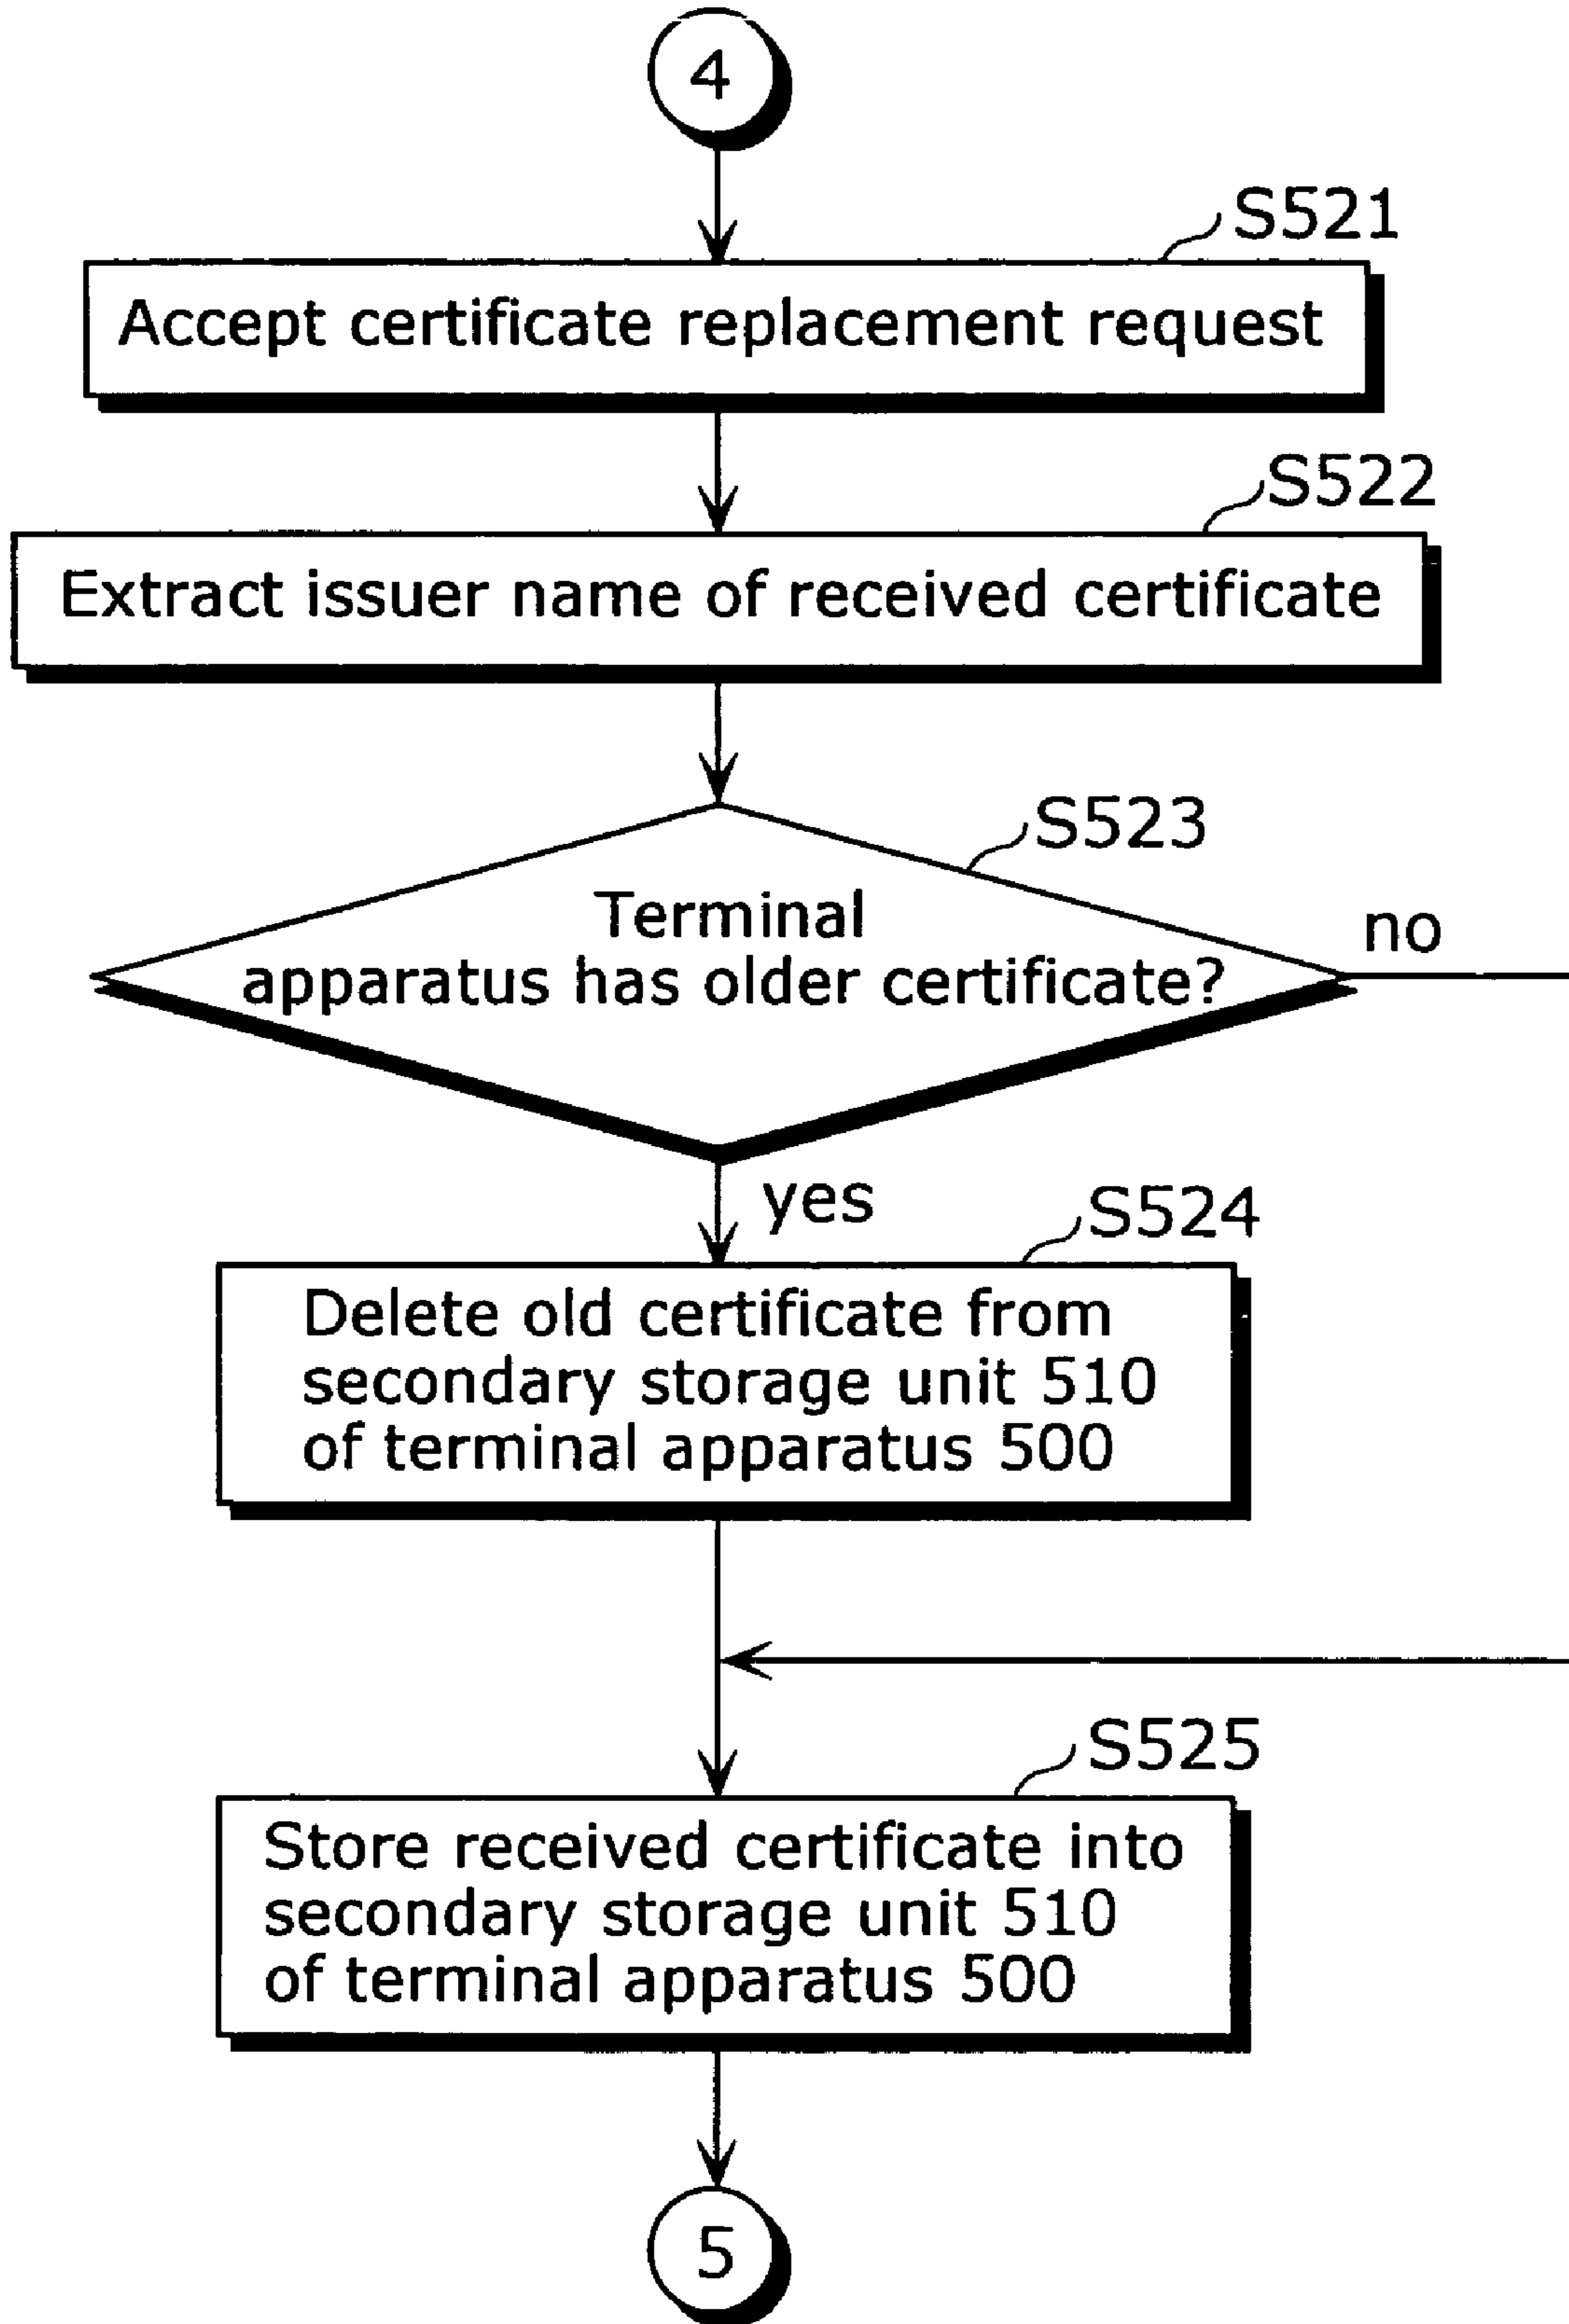 4
S521
Accept certificate replacement request
S522
Extract issuer name of received certificate
S523
Terminal
apparatus has older certificate?
no
yes
S524
Delete old certificate from
secondary storage unit 510
of terminal apparatus 500
S525
Store received certificate into
secondary storage unit 510
of terminal apparatus 500
5